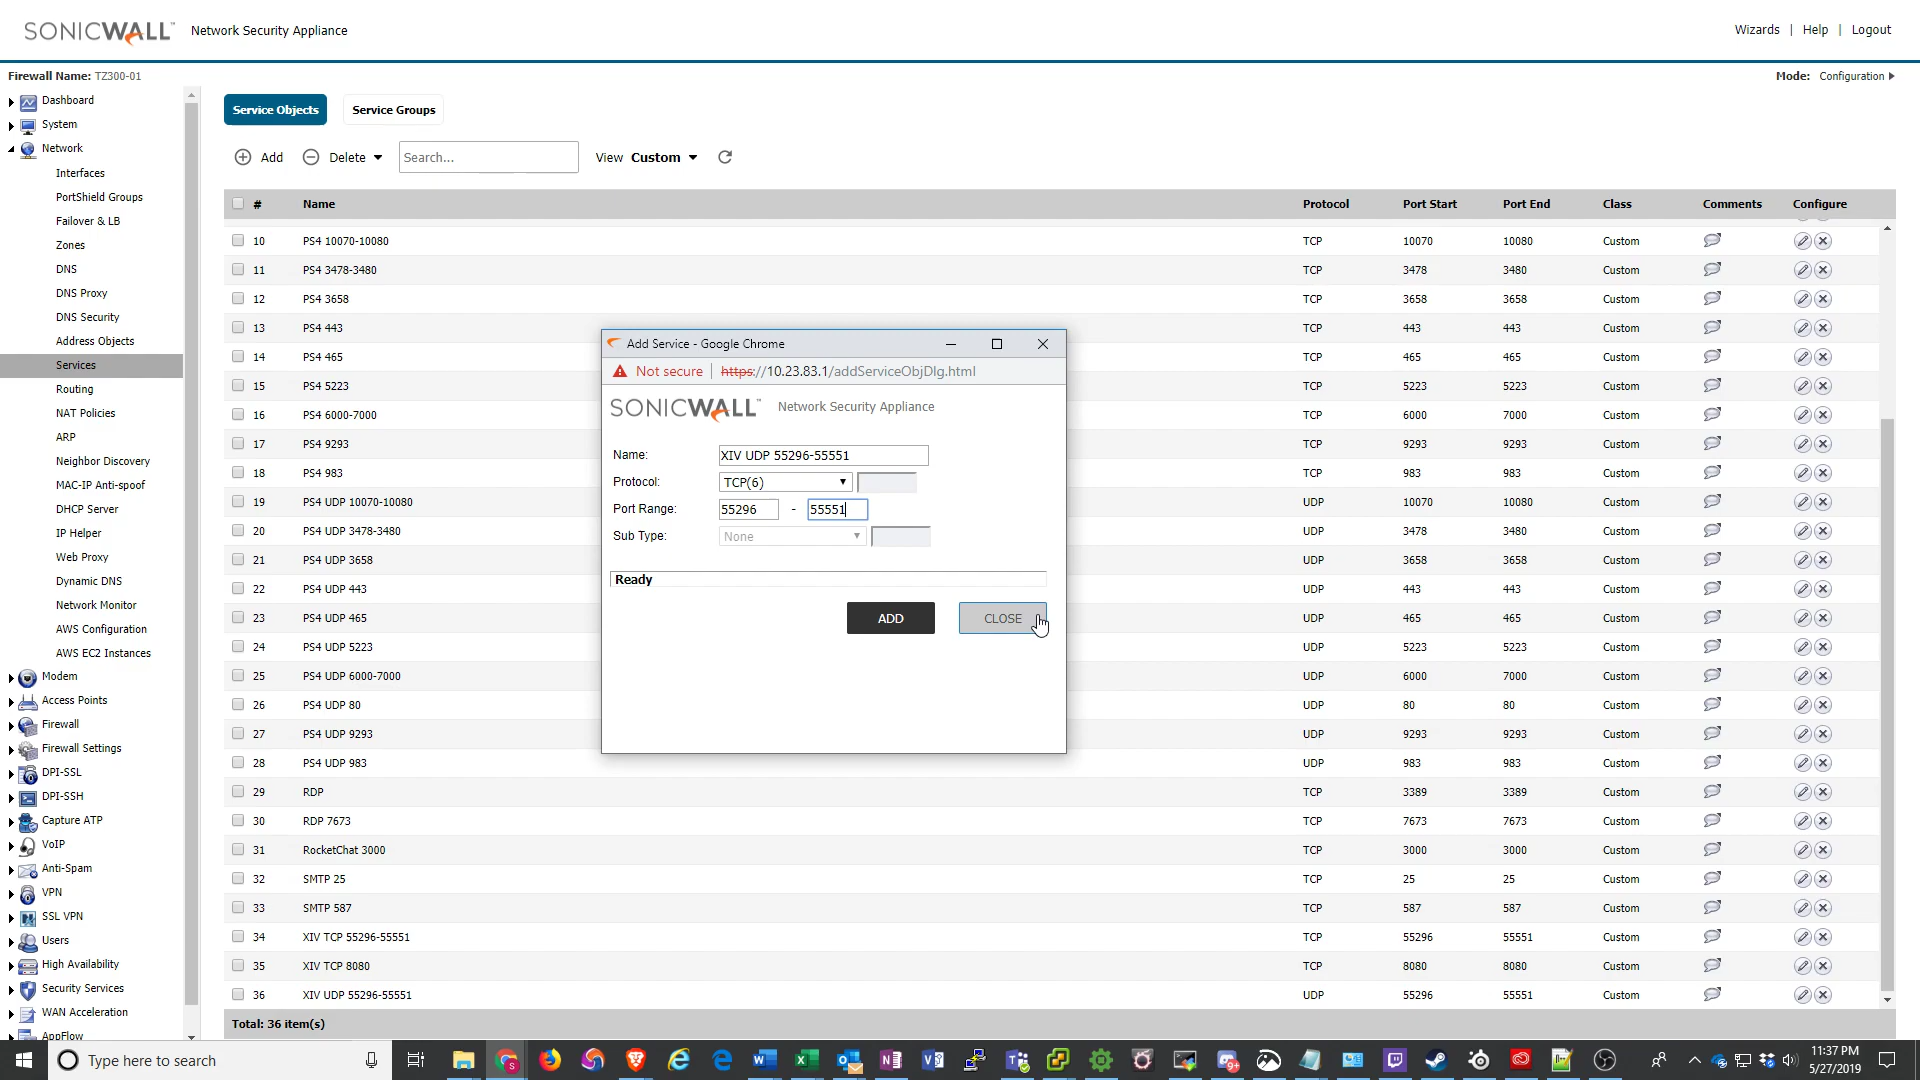 SONICWALL™ Network Security Appliance
Wizards | Help | Logout
Firewall Name: TZ300-01
Mode: Configuration
Dashboard
System
Network
Interfaces
PortShield Groups
Failover & LB
Zones
DNS
DNS Proxy
DNS Security
Address Objects
Services
Routing
NAT Policies
ARP
Neighbor Discovery
MAC-IP Anti-spoof
DHCP Server
IP Helper
Web Proxy
Dynamic DNS
Network Monitor
AWS Configuration
AWS EC2 Instances
Modem
Access Points
Firewall
Firewall Settings
DPI-SSL
DPI-SSH
Capture ATP
VoIP
Anti-Spam
VPN
SSL VPN
Users
High Availability
Security Services
WAN Acceleration
AppFlow
Service Objects Service Groups
Add Delete Search... View Custom
# Name Protocol Port Start Port End Class Comments Configure
10 PS4 10070-10080 TCP 10070 10080 Custom
11 PS4 3478-3480 TCP 3478 3480 Custom
12 PS4 3658 TCP 3658 3658 Custom
13 PS4 443 TCP 443 443 Custom
14 PS4 465 TCP 465 465 Custom
15 PS4 5223 TCP 5223 5223 Custom
16 PS4 6000-7000 TCP 6000 7000 Custom
17 PS4 9293 TCP 9293 9293 Custom
18 PS4 983 TCP 983 983 Custom
19 PS4 UDP 10070-10080 UDP 10070 10080 Custom
20 PS4 UDP 3478-3480 UDP 3478 3480 Custom
21 PS4 UDP 3658 UDP 3658 3658 Custom
22 PS4 UDP 443 UDP 443 443 Custom
23 PS4 UDP 465 UDP 465 465 Custom
24 PS4 UDP 5223 UDP 5223 5223 Custom
25 PS4 UDP 6000-7000 UDP 6000 7000 Custom
26 PS4 UDP 80 UDP 80 80 Custom
27 PS4 UDP 9293 UDP 9293 9293 Custom
28 PS4 UDP 983 UDP 983 983 Custom
29 RDP TCP 3389 3389 Custom
30 RDP 7673 TCP 7673 7673 Custom
31 RocketChat 3000 TCP 3000 3000 Custom
32 SMTP 25 TCP 25 25 Custom
33 SMTP 587 TCP 587 587 Custom
34 XIV TCP 55296-55551 TCP 55296 55551 Custom
35 XIV TCP 8080 TCP 8080 8080 Custom
36 XIV UDP 55296-55551 UDP 55296 55551 Custom
Total: 36 item(s)
Add Service - Google Chrome
Not secure | https://10.23.83.1/addServiceObjDlg.html
SONICWALL™ Network Security Appliance
Name: XIV UDP 55296-55551
Protocol: TCP(6)
Port Range: 55296 - 55551
Sub Type: None
Ready
ADD CLOSE
Type here to search
11:37 PM
5/27/2019